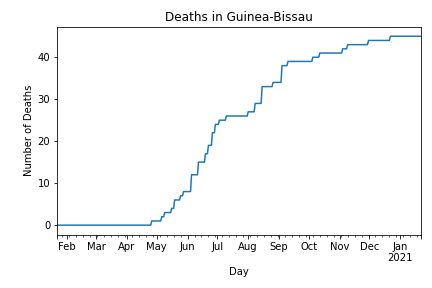 Deaths in Guinea-Bissau
Number of Deaths
40
30
20
10
0
Feb Mar Apr May Jun Jul Aug Sep Oct Nov Dec Jan
2021
Day